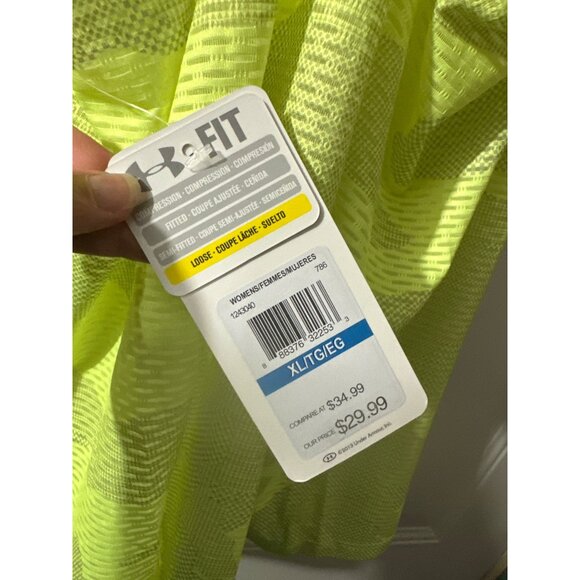 FIT
COMPRESSION · COMPRESSION · COMPRESIÓN
FITTED · COUPE AJUSTÉE · CEÑIDA
SEMI-FITTED · COUPE SEMI-AJUSTÉE · SEMICEÑIDA
LOOSE · COUPE LÂCHE · SUELTO
WOMENS/FEMMES/MUJERES
1243040 786
8 88376 32253 3
XL/TG/EG
COMPARE AT $34.99
OUR PRICE $29.99
©2013 Under Armour, Inc.